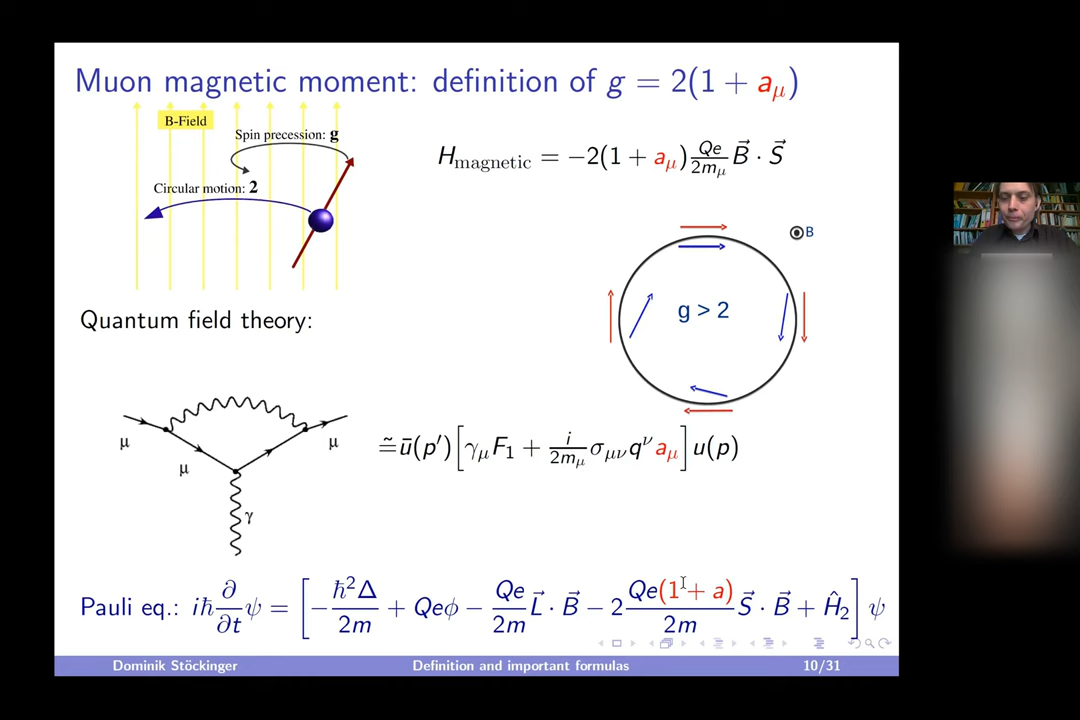 Muon magnetic moment: definition of g = 2(1 + aμ)
B-Field
Spin precession: g
Circular motion: 2
H_magnetic = −2(1 + aμ) Qe/2mμ B⃗ · S⃗
B
g > 2
Quantum field theory:
μ
μ
μ
γ
≅ ū(p′)[γμF₁ + i/2mμ σμνq^ν aμ]u(p)
Pauli eq.: iħ ∂/∂t ψ = [−ħ²Δ/2m + Qeϕ − Qe/2m L⃗ · B⃗ − 2 Qe(1 + a)/2m S⃗ · B⃗ + Ĥ₂] ψ
Dominik Stöckinger Definition and important formulas 10/31